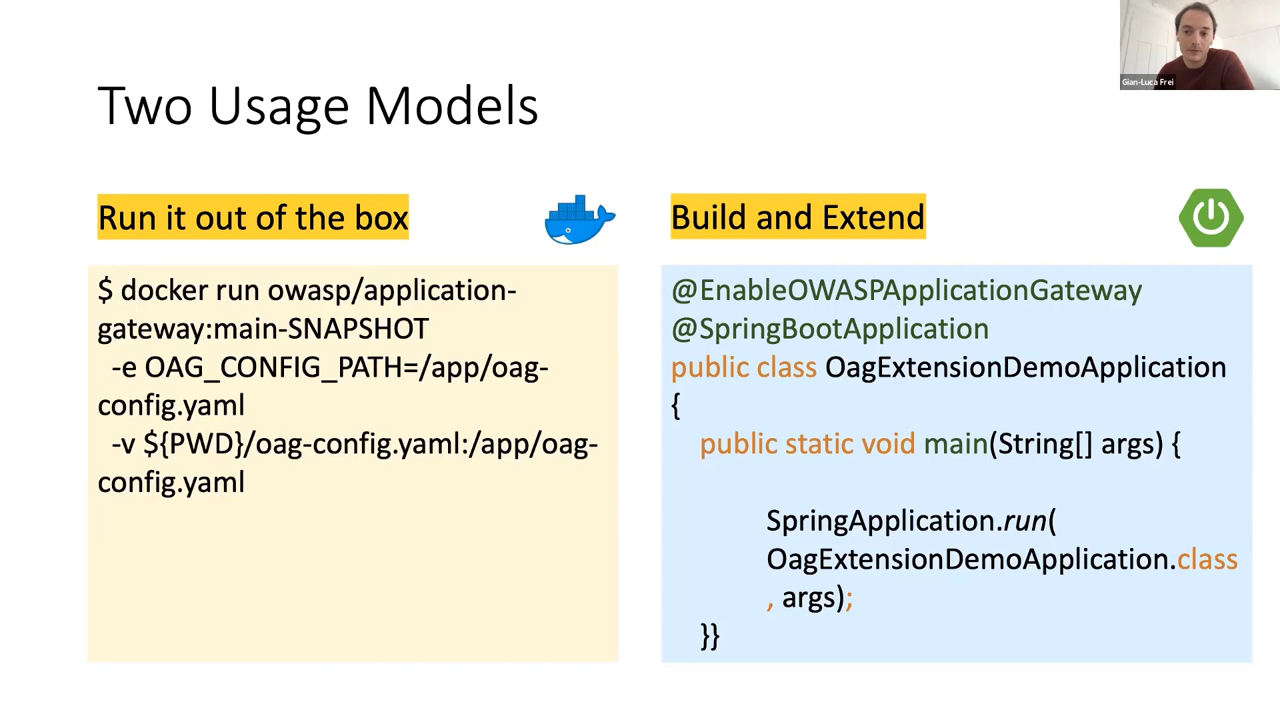 Gian-Luca Frei
Two Usage Models
Run it out of the box
$ docker run owasp/application-
gateway:main-SNAPSHOT
-e OAG_CONFIG_PATH=/app/oag-
config.yaml
-v ${PWD}/oag-config.yaml:/app/oag-
config.yaml
Build and Extend
@EnableOWASPApplicationGateway
@SpringBootApplication
public class OagExtensionDemoApplication
{
public static void main(String[] args) {
SpringApplication.run(
OagExtensionDemoApplication.class
, args);
}}